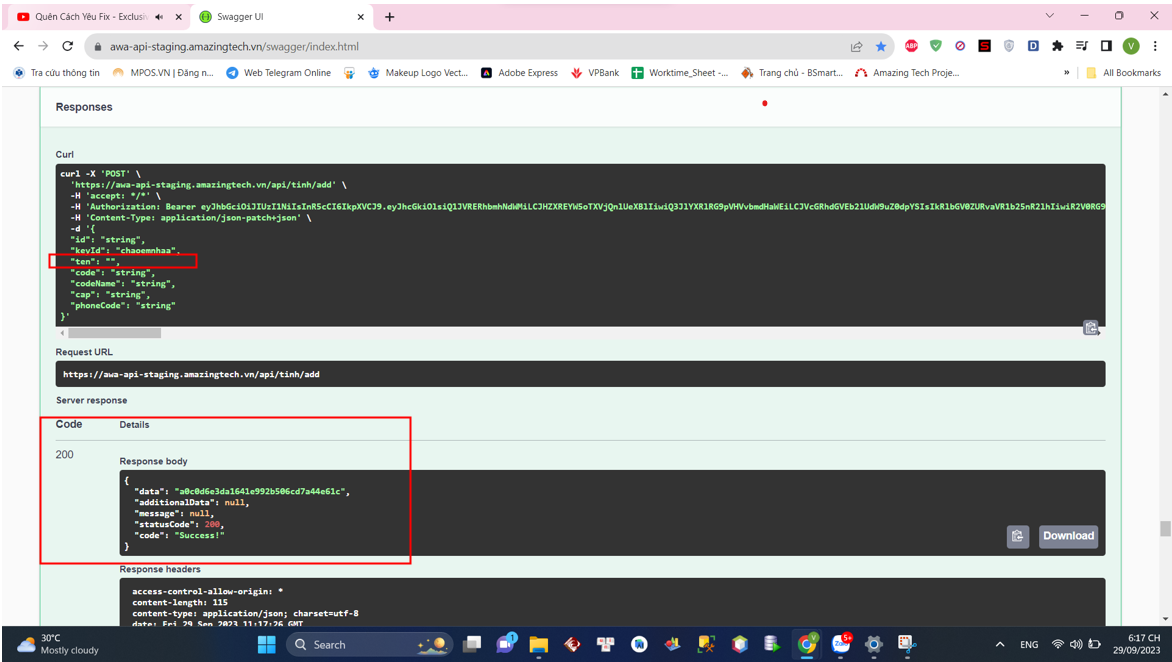 Quên Cách Yêu Fix - Exclusiv
Swagger UI
awa-api-staging.amazingtech.vn/swagger/index.html
Tra cứu thông tin
MPOS.VN | Đăng n...
Web Telegram Online
Makeup Logo Vect...
Adobe Express
VPBank
Worktime_Sheet -...
Trang chủ - BSmart...
Amazing Tech Proje...
»
All Bookmarks
Responses
Curl
curl -X 'POST' \
'https://awa-api-staging.amazingtech.vn/api/tinh/add' \
-H 'accept: */*' \
-H 'Authorization: Bearer
-H 'Content-Type: application/json-patch+json' \
-d '{
"id": "string",
"keyId": "chaoemnhaa",
"ten": "",
"code": "string",
"codeName": "string",
"cap": "string",
"phoneCode": "string"
}'
Request URL
https://awa-api-staging.amazingtech.vn/api/tinh/add
Server response
Code Details
200
Response body
{
"data": "a0c0d6e3da1641e992b506cd7a44e61c",
"additionalData": null,
"message": null,
"statusCode": 200,
"code": "Success!"
}
Download
Response headers
access-control-allow-origin: *
content-length: 115
content-type: application/json; charset=utf-8
date: Fri 29 Sep 2023 11:17:26 GMT
30°C
Mostly cloudy
Search
ENG
6:17 CH
29/09/2023